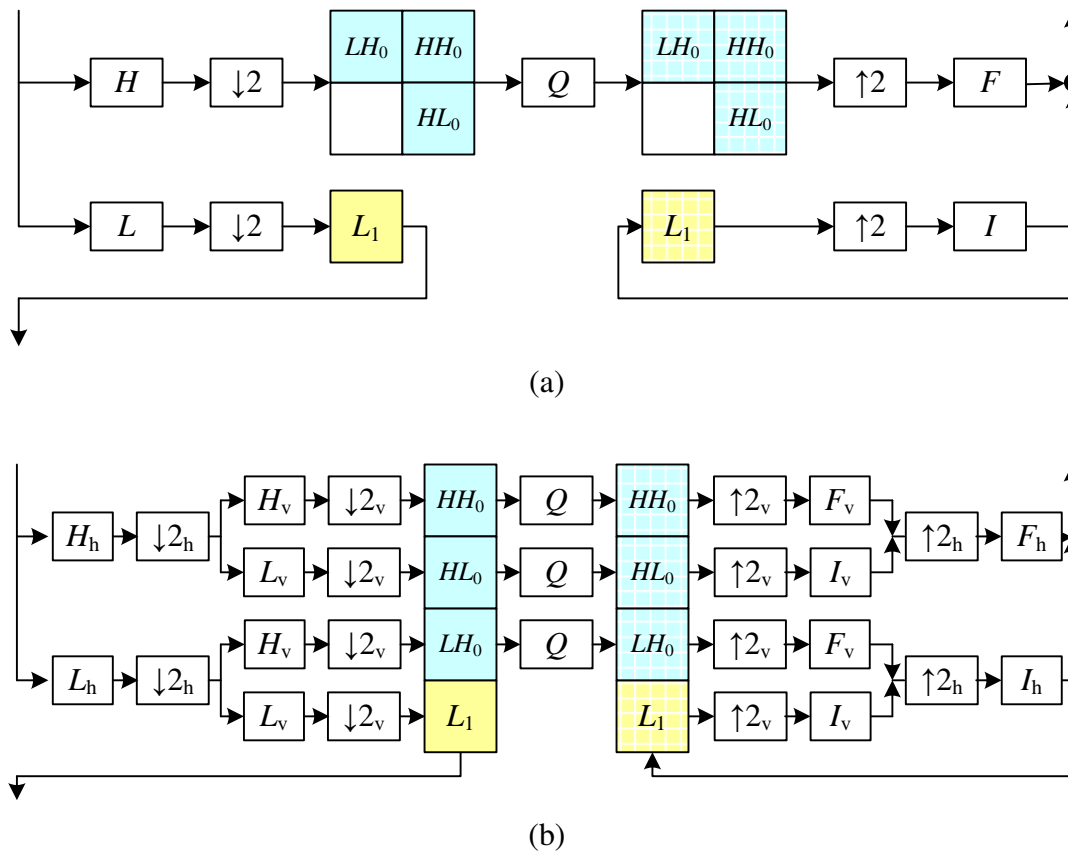 LH₀ HH₀ LH₀ HH₀
H ↓2 Q ↑2 F
HL₀ HL₀
L ↓2 L₁ L₁ ↑2 I
(a)
Hᵥ ↓2ᵥ HH₀ Q HH₀ ↑2ᵥ Fᵥ
Hₕ ↓2ₕ ↑2ₕ Fₕ
Lᵥ ↓2ᵥ HL₀ Q HL₀ ↑2ᵥ Iᵥ
Hᵥ ↓2ᵥ LH₀ Q LH₀ ↑2ᵥ Fᵥ
Lₕ ↓2ₕ ↑2ₕ Iₕ
Lᵥ ↓2ᵥ L₁ L₁ ↑2ᵥ Iᵥ
(b)